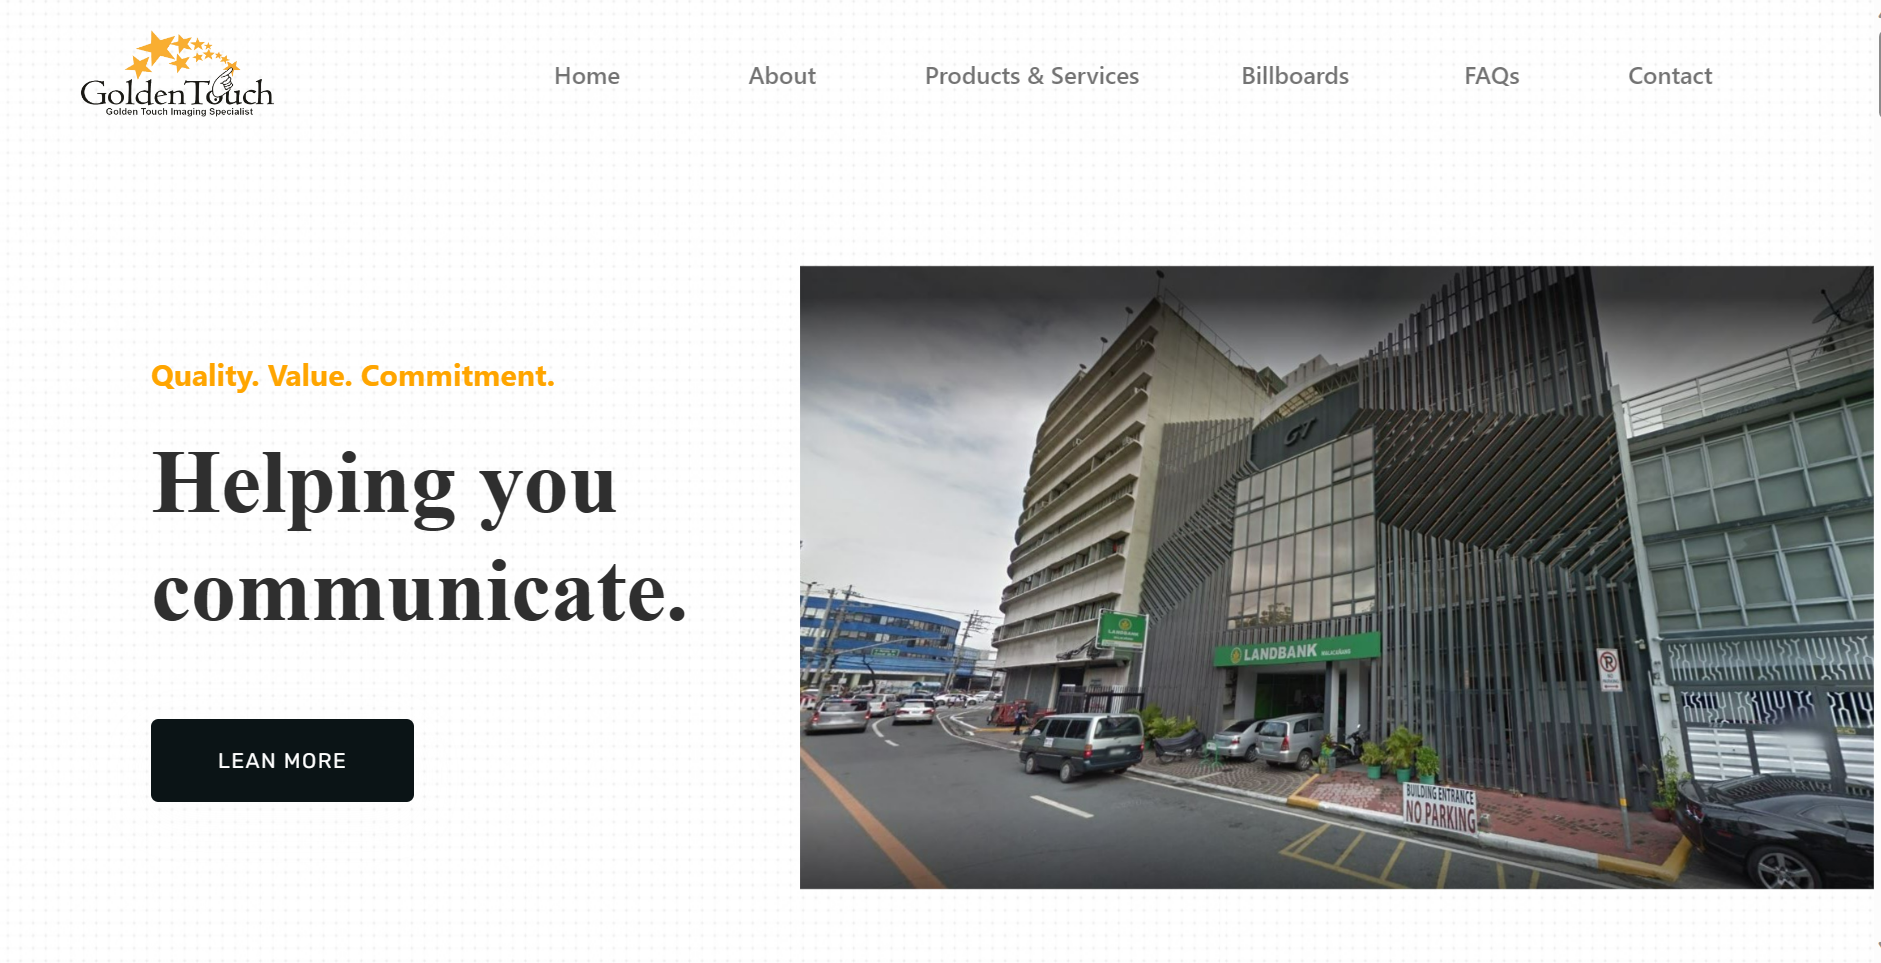 GoldenTouch
Golden Touch Imaging Specialist
Home
About
Products & Services
Billboards
FAQs
Contact
Quality. Value. Commitment.
Helping you
communicate.
LEAN MORE
GT
LANDBANK
LANDBANK
BUILDING ENTRANCE
NO PARKING